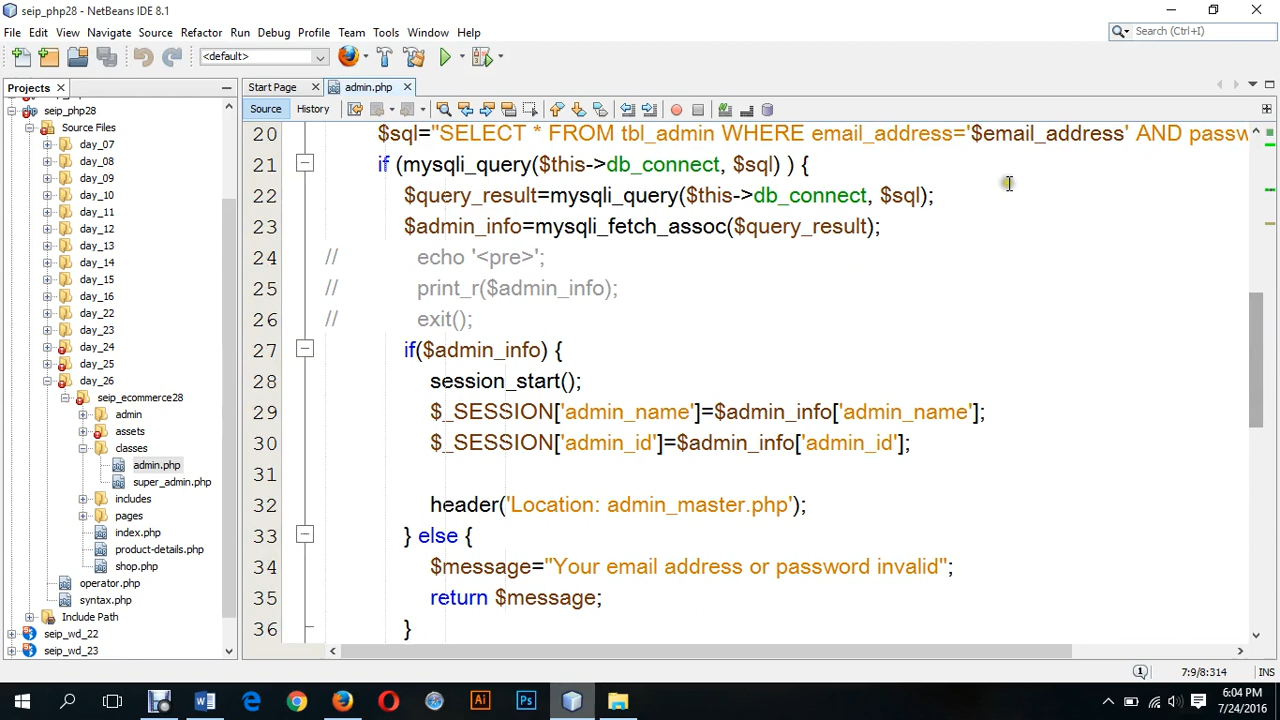 seip_php28 - NetBeans IDE 8.1
File Edit View Navigate Source Refactor Run Debug Profile Team Tools Window Help
Search (Ctrl+I)
<default>
Projects
Start Page
admin.php
Source
History
seip_php28
Source Files
day_07
day_08
day_09
day_10
day_11
day_12
day_13
day_14
day_15
day_16
day_22
day_23
day_24
day_25
day_26
seip_ecommerce28
admin
assets
classes
admin.php
super_admin.php
includes
pages
index.php
product-details.php
shop.php
operator.php
syntax.php
Include Path
seip_wd_22
seip_wd_23
20 $sql="SELECT * FROM tbl_admin WHERE email_address='$email_address' AND passw
21 if (mysqli_query($this->db_connect, $sql) ) {
22 $query_result=mysqli_query($this->db_connect, $sql);
23 $admin_info=mysqli_fetch_assoc($query_result);
24 // echo '<pre>';
25 // print_r($admin_info);
26 // exit();
27 if($admin_info) {
28 session_start();
29 $_SESSION['admin_name']=$admin_info['admin_name'];
30 $_SESSION['admin_id']=$admin_info['admin_id'];
31
32 header('Location: admin_master.php');
33 } else {
34 $message="Your email address or password invalid";
35 return $message;
36 }
1
7:9/8:314
INS
Ai
Ps
6:04 PM
7/24/2016